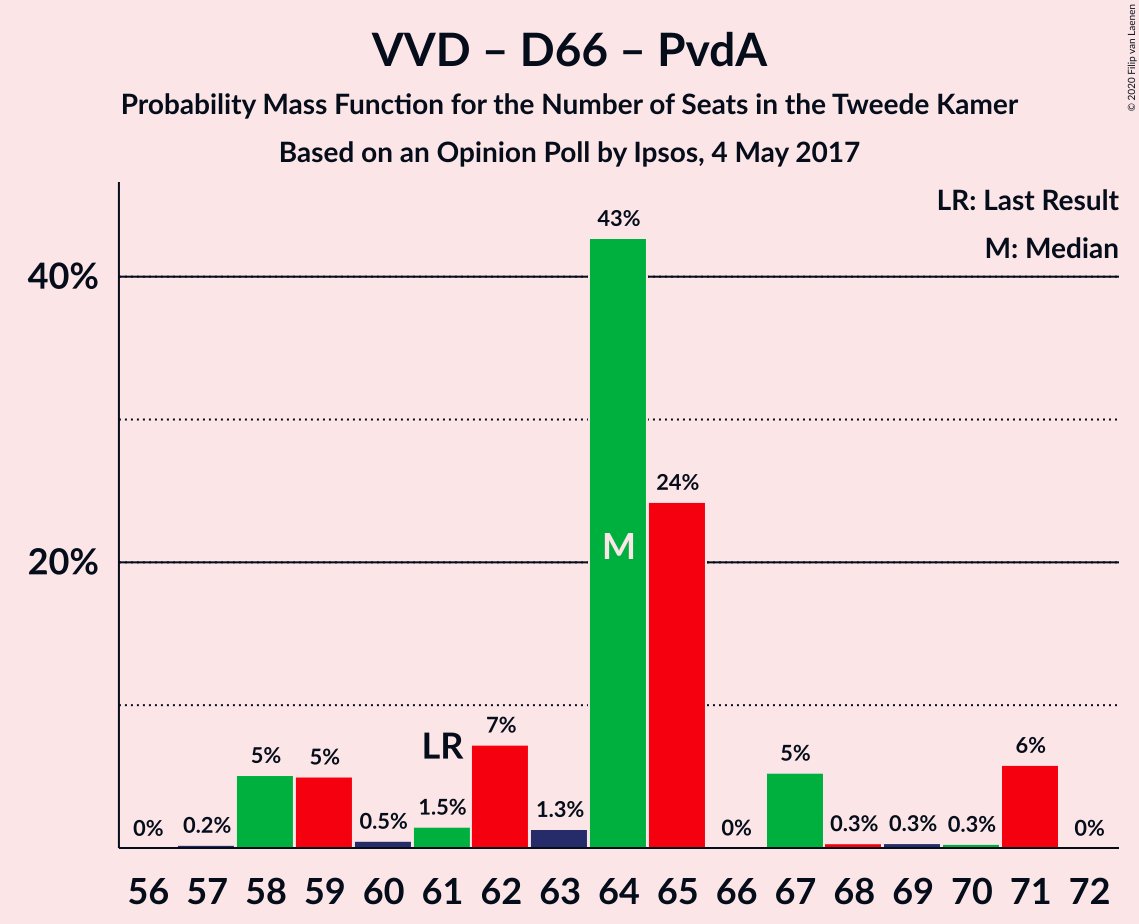 VVD – D66 – PvdA
Probability Mass Function for the Number of Seats in the Tweede Kamer
Based on an Opinion Poll by Ipsos, 4 May 2017
© 2020 Filip van Laenen
LR: Last Result
M: Median
40%
20%
0%
0.2%
5%
5%
0.5%
1.5%
LR
7%
1.3%
43%
M
24%
0%
5%
0.3%
0.3%
0.3%
6%
0%
56 57 58 59 60 61 62 63 64 65 66 67 68 69 70 71 72